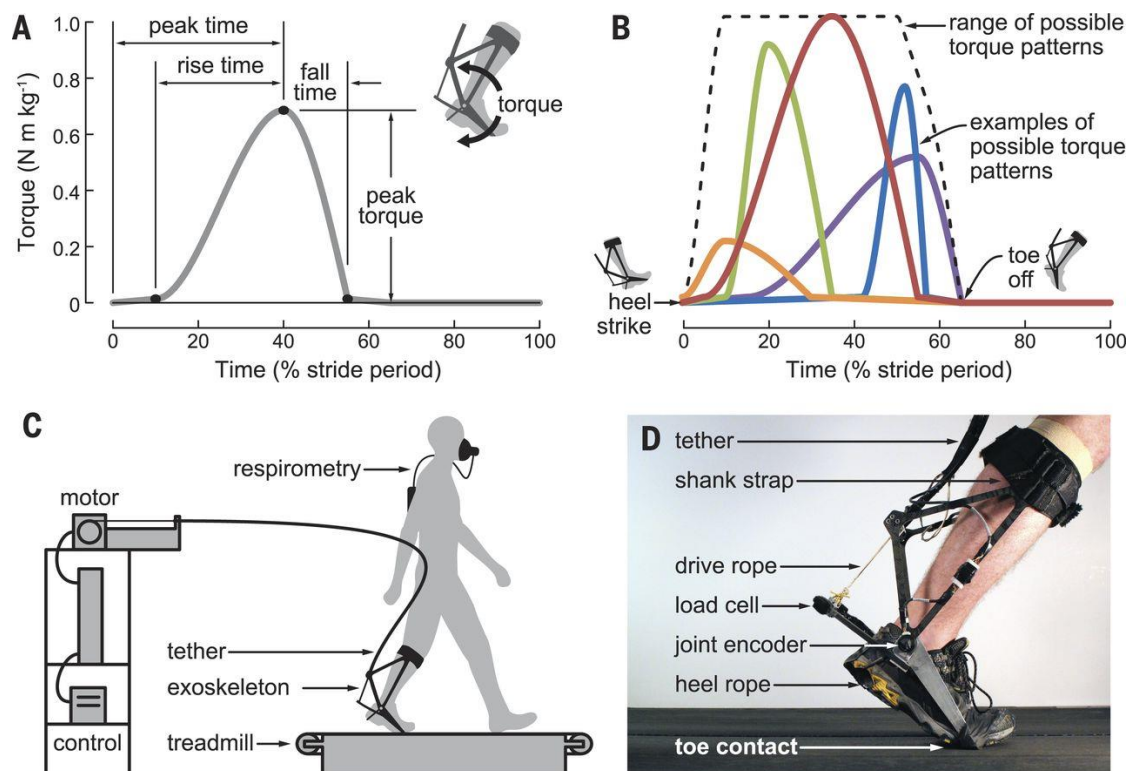 A
peak time
rise time
fall
time
torque
peak
torque
Torque (N m kg⁻¹)
1.0
0.8
0.6
0.4
0.2
0
0 20 40 60 80 100
Time (% stride period)
B
range of possible
torque patterns
examples of
possible torque
patterns
toe
off
heel
strike
0 20 40 60 80 100
Time (% stride period)
C
respirometry
motor
tether
exoskeleton
control
treadmill
D
tether
shank strap
drive rope
load cell
joint encoder
heel rope
toe contact